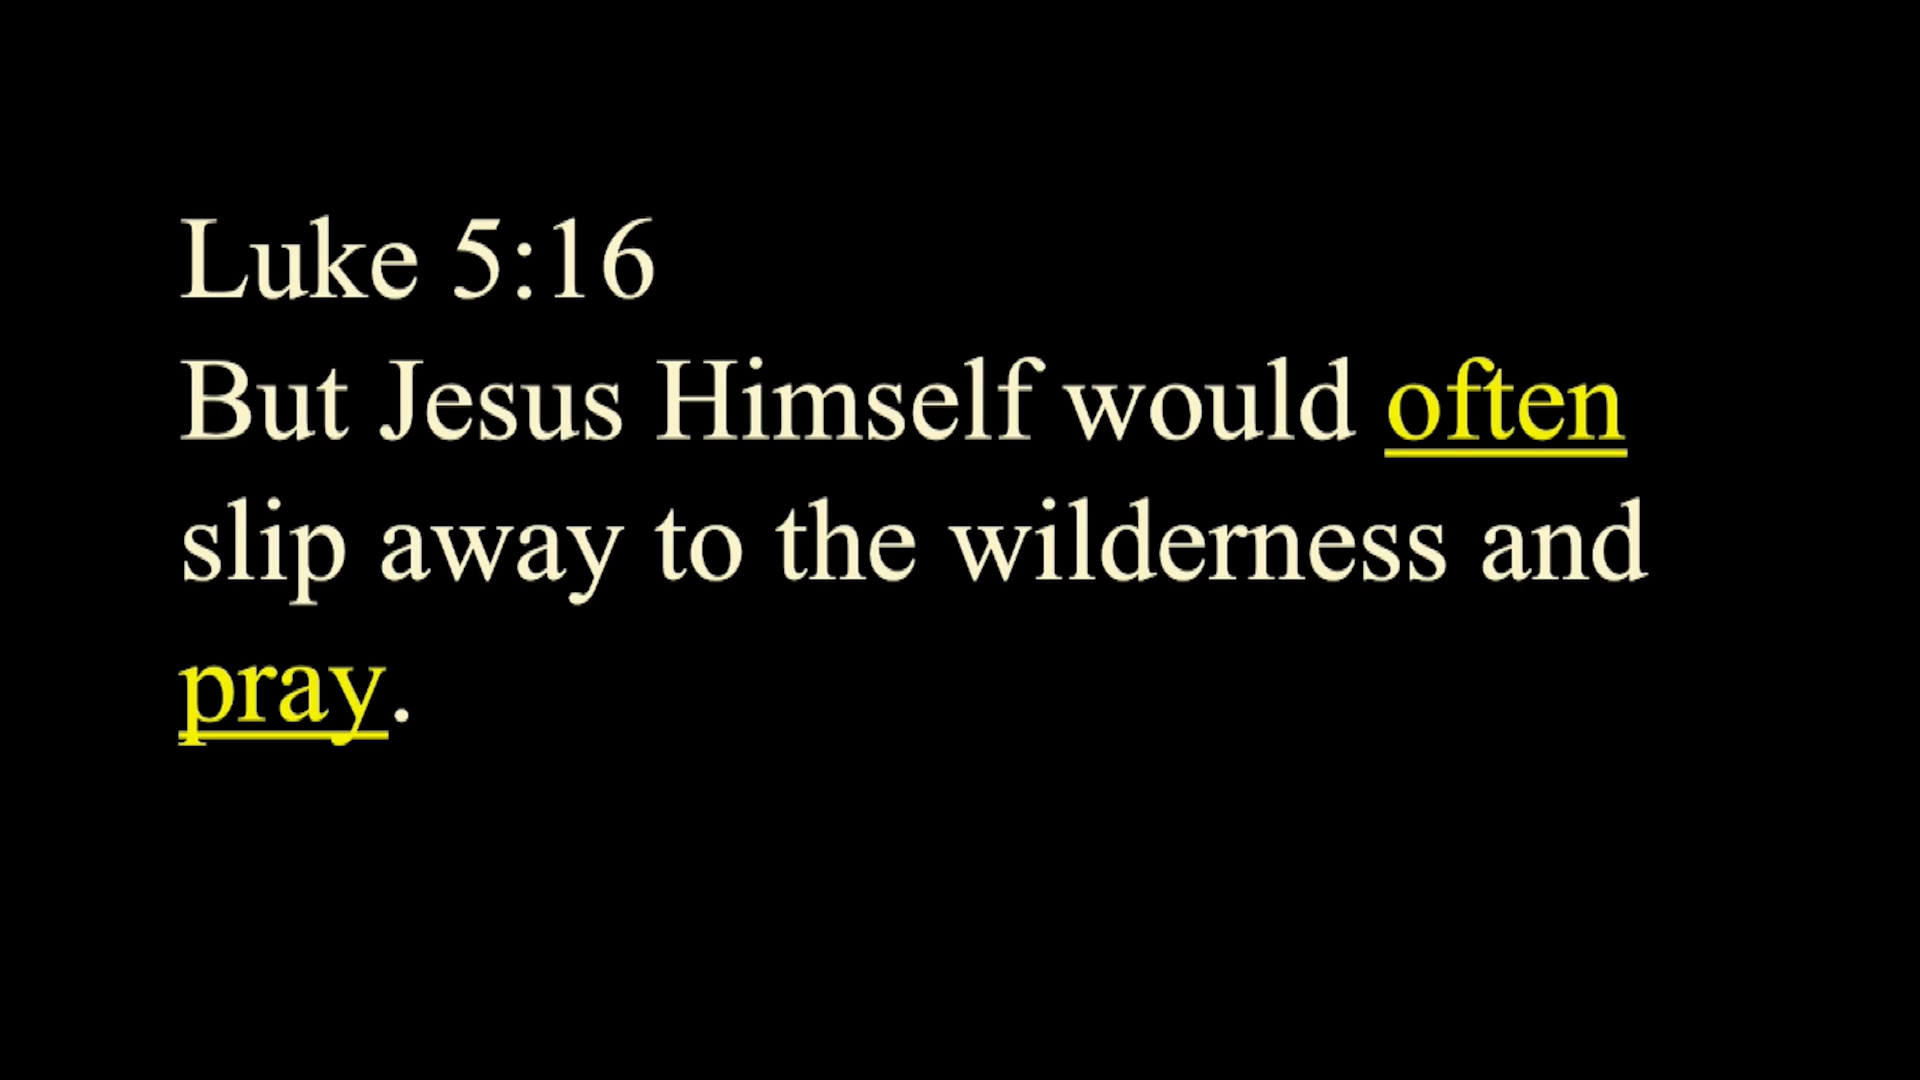 Luke 5:16
But Jesus Himself would often
slip away to the wilderness and
pray.